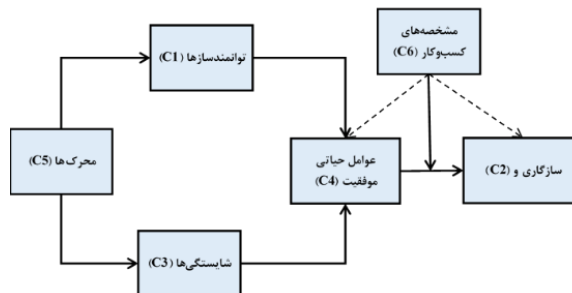 مشخصه‌های
کسب‌وکار (C6)
توانمندسازها (C1)
محرک‌ها (C5)
عوامل حیاتی
موفقیت (C4)
سازگاری و (C2)
شایستگی‌ها (C3)